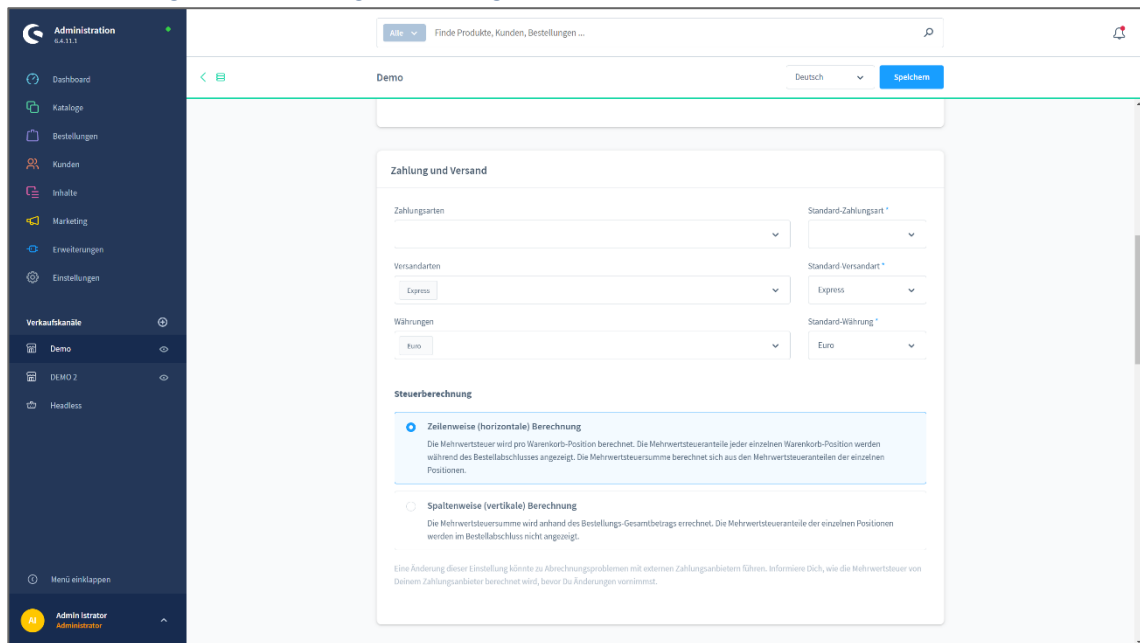 Administration
6.4.11.1
Alle
Finde Produkte, Kunden, Bestellungen ...
Demo
Deutsch
Speichern
Dashboard
Kataloge
Bestellungen
Kunden
Inhalte
Marketing
Erweiterungen
Einstellungen
Verkaufskanäle
Demo
DEMO 2
Headless
Menü einklappen
AI
Admin istrator
Administrator
Zahlung und Versand
Zahlungsarten
Standard-Zahlungsart *
Versandarten
Standard-Versandart *
Express
Express
Währungen
Standard-Währung *
Euro
Euro
Steuerberechnung
Zeilenweise (horizontale) Berechnung
Die Mehrwertsteuer wird pro Warenkorb-Position berechnet. Die Mehrwertsteueranteile jeder einzelnen Warenkorb-Position werden
während des Bestellabschlusses angezeigt. Die Mehrwertsteuersumme berechnet sich aus den Mehrwertsteueranteilen der einzelnen
Positionen.
Spaltenweise (vertikale) Berechnung
Die Mehrwertsteuersumme wird anhand des Bestellungs-Gesamtbetrags errechnet. Die Mehrwertsteueranteile der einzelnen Positionen
werden im Bestellabschluss nicht angezeigt.
Eine Änderung dieser Einstellung könnte zu Abrechnungsproblemen mit externen Zahlungsanbietern führen. Informiere Dich, wie die Mehrwertsteuer von
Deinem Zahlungsanbieter berechnet wird, bevor Du Änderungen vornimmst.